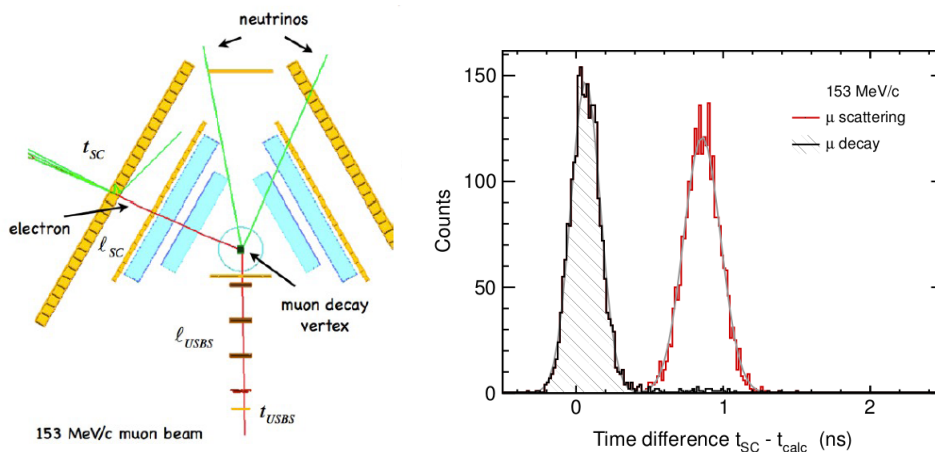 neutrinos
t_SC
electron
ℓ_SC
muon decay
vertex
ℓ_USBS
t_USBS
153 MeV/c muon beam
150
100
50
0
Counts
153 MeV/c
μ scattering
μ decay
0 1 2
Time difference t_SC - t_calc (ns)